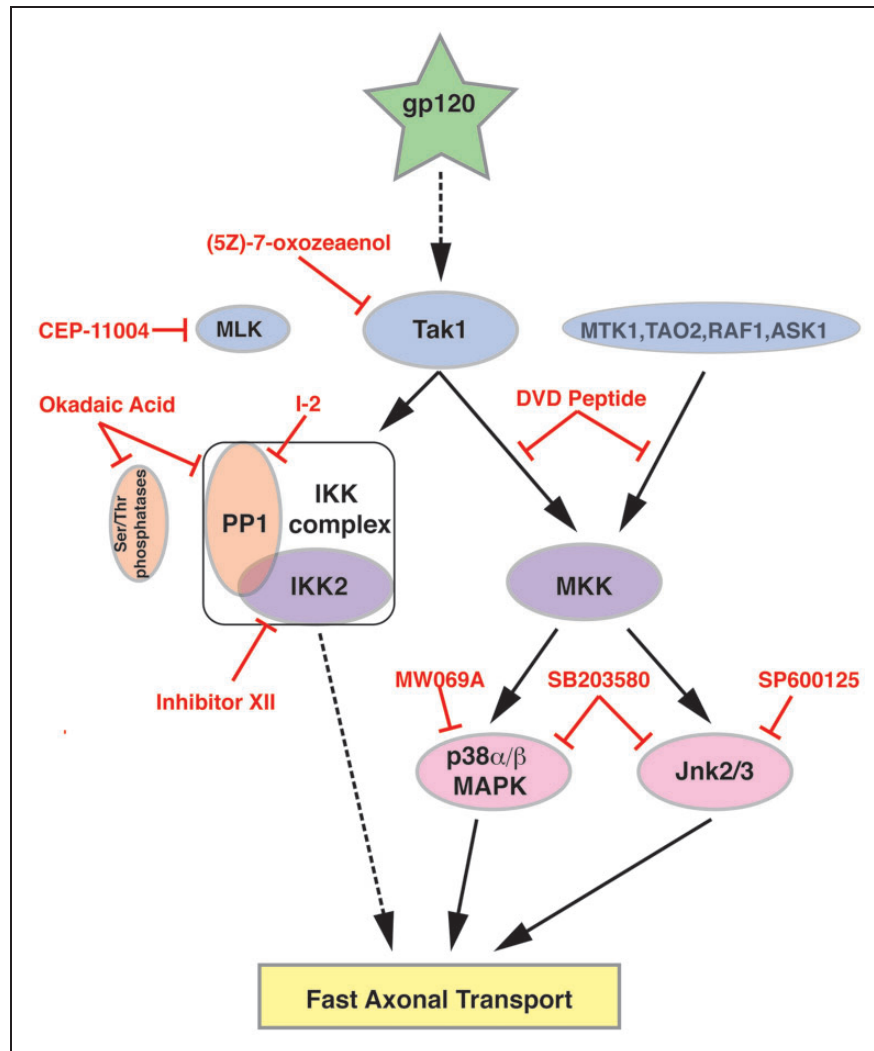 gp120
(5Z)-7-oxozeaenol
CEP-11004
MLK
Tak1
MTK1,TAO2,RAF1,ASK1
Okadaic Acid
I-2
DVD Peptide
Ser/Thr
phosphatases
PP1
IKK
complex
IKK2
MKK
Inhibitor XII
MW069A
SB203580
SP600125
p38α/β
MAPK
Jnk2/3
Fast Axonal Transport